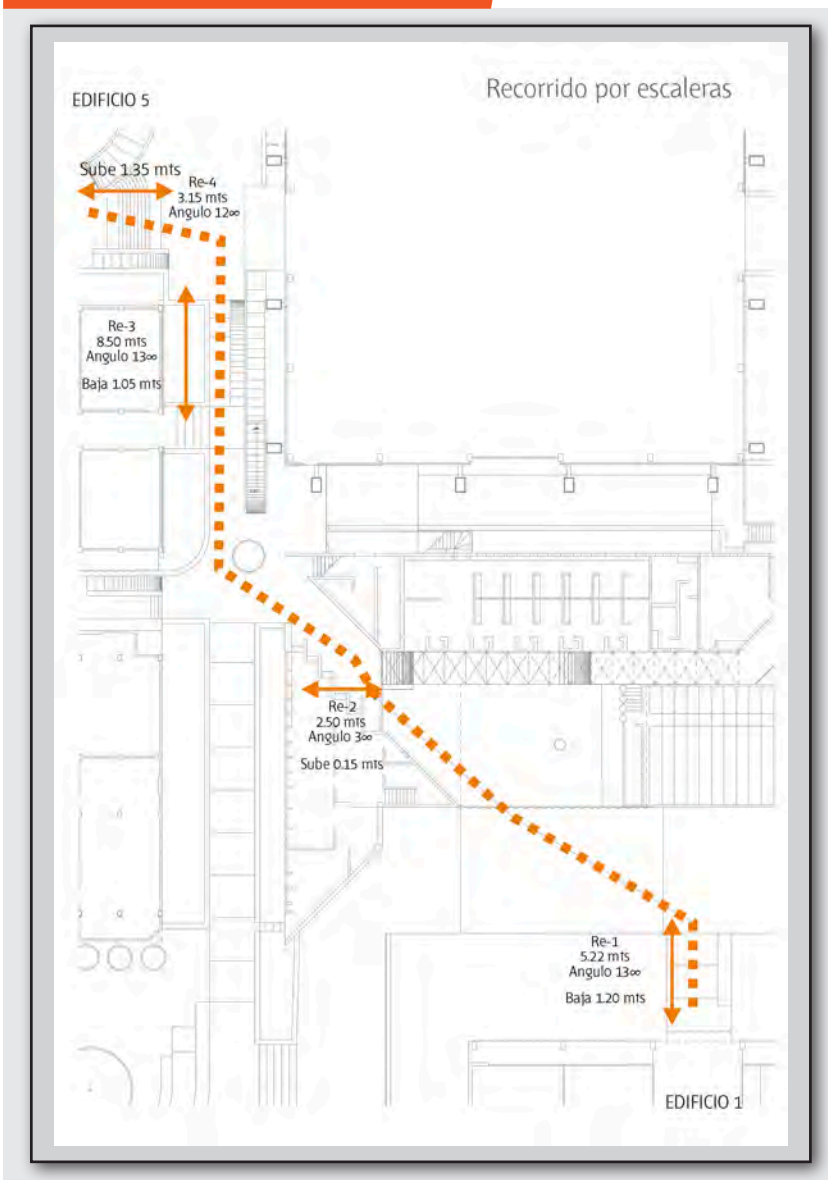 Recorrido por escaleras
EDIFICIO 5
Sube 1.35 mts
Re-4
3.15 mts
Angulo 12∞
Re-3
8.50 mts
Angulo 13∞
Baja 1.05 mts
Re-2
2.50 mts
Angulo 3∞
Sube 0.15 mts
Re-1
5.22 mts
Angulo 13∞
Baja 1.20 mts
EDIFICIO 1